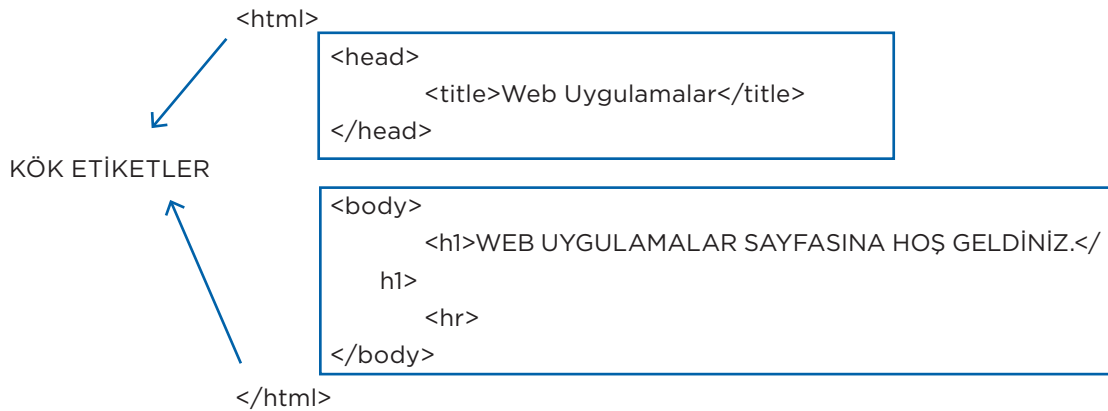 <html>
<head>
<title>Web Uygulamalar</title>
</head>
KÖK ETİKETLER
<body>
<h1>WEB UYGULAMALAR SAYFASINA HOŞ GELDİNİZ.</
h1>
<hr>
</body>
</html>